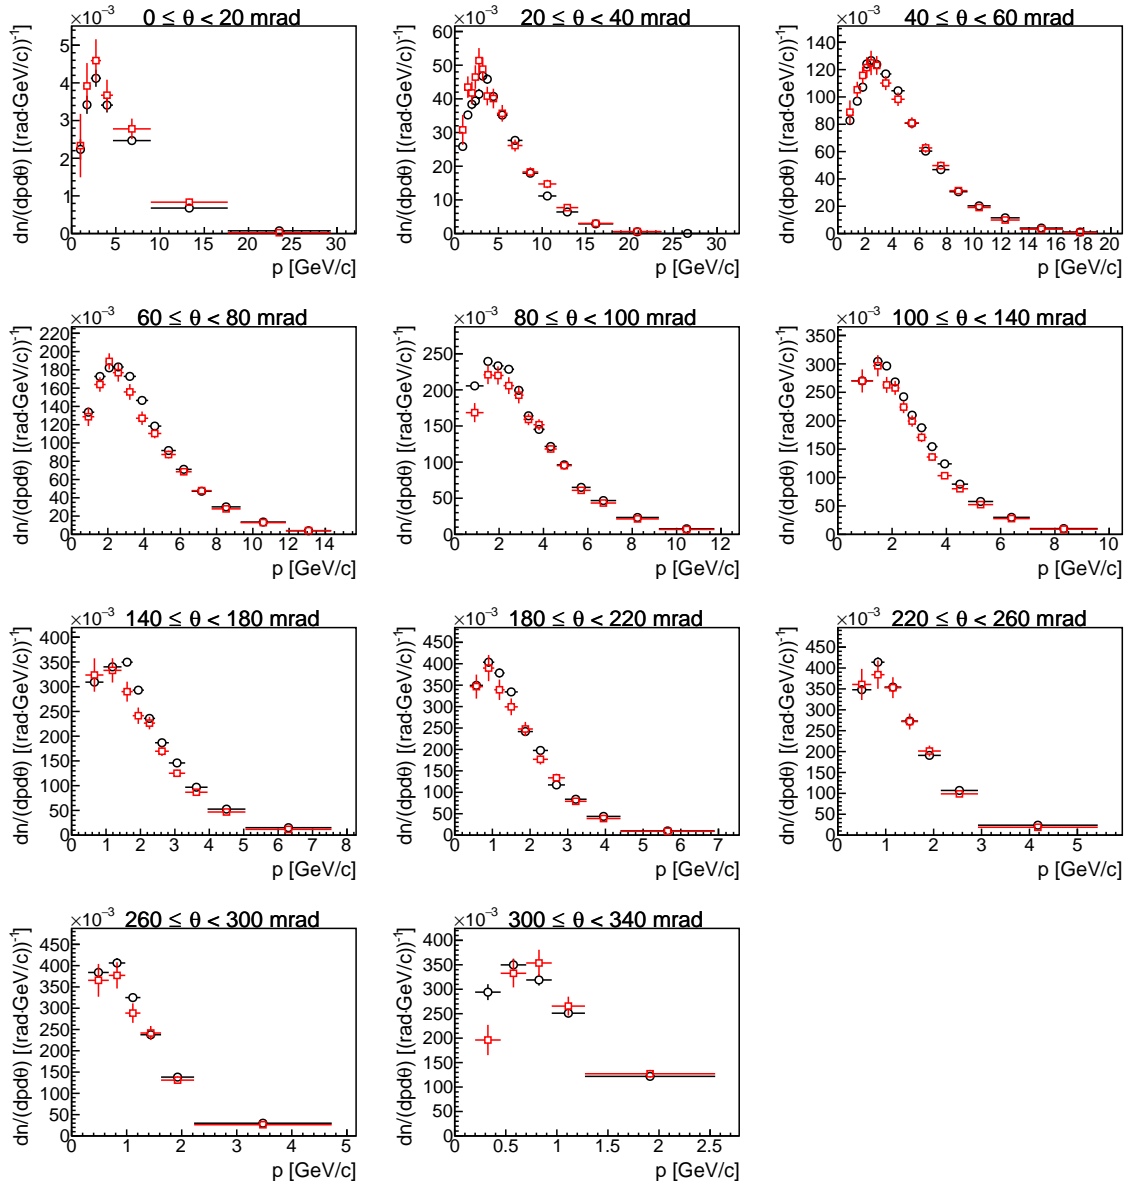 ×10⁻³ 0 ≤ θ < 20 mrad
dn/(dpdθ) [(rad·GeV/c))⁻¹]
5
4
3
2
1
0
0 5 10 15 20 25 30
p [GeV/c]
×10⁻³ 20 ≤ θ < 40 mrad
dn/(dpdθ) [(rad·GeV/c))⁻¹]
60
50
40
30
20
10
0
0 5 10 15 20 25 30
p [GeV/c]
×10⁻³ 40 ≤ θ < 60 mrad
dn/(dpdθ) [(rad·GeV/c))⁻¹]
140
120
100
80
60
40
20
0
0 2 4 6 8 10 12 14 16 18 20
p [GeV/c]
×10⁻³ 60 ≤ θ < 80 mrad
dn/(dpdθ) [(rad·GeV/c))⁻¹]
220
200
180
160
140
120
100
80
60
40
20
0
0 2 4 6 8 10 12 14
p [GeV/c]
×10⁻³ 80 ≤ θ < 100 mrad
dn/(dpdθ) [(rad·GeV/c))⁻¹]
250
200
150
100
50
0
0 2 4 6 8 10 12
p [GeV/c]
×10⁻³ 100 ≤ θ < 140 mrad
dn/(dpdθ) [(rad·GeV/c))⁻¹]
350
300
250
200
150
100
50
0
0 2 4 6 8 10
p [GeV/c]
×10⁻³ 140 ≤ θ < 180 mrad
dn/(dpdθ) [(rad·GeV/c))⁻¹]
400
350
300
250
200
150
100
50
0
0 1 2 3 4 5 6 7 8
p [GeV/c]
×10⁻³ 180 ≤ θ < 220 mrad
dn/(dpdθ) [(rad·GeV/c))⁻¹]
450
400
350
300
250
200
150
100
50
0
0 1 2 3 4 5 6 7
p [GeV/c]
×10⁻³ 220 ≤ θ < 260 mrad
dn/(dpdθ) [(rad·GeV/c))⁻¹]
450
400
350
300
250
200
150
100
50
0
0 1 2 3 4 5
p [GeV/c]
×10⁻³ 260 ≤ θ < 300 mrad
dn/(dpdθ) [(rad·GeV/c))⁻¹]
450
400
350
300
250
200
150
100
50
0
0 1 2 3 4 5
p [GeV/c]
×10⁻³ 300 ≤ θ < 340 mrad
dn/(dpdθ) [(rad·GeV/c))⁻¹]
400
350
300
250
200
150
100
50
0
0 0.5 1 1.5 2 2.5
p [GeV/c]